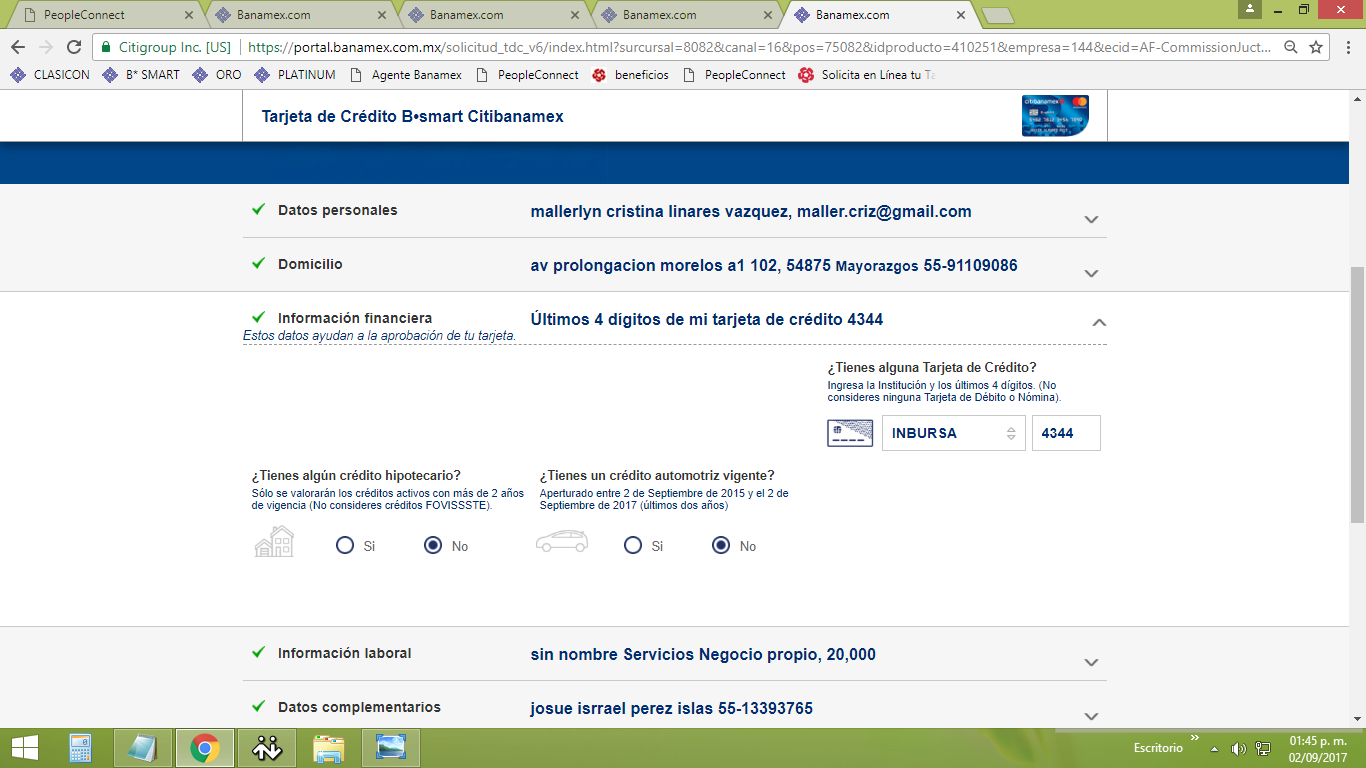 PeopleConnect
Banamex.com
Banamex.com
Banamex.com
Banamex.com
Citigroup Inc. [US] https://portal.banamex.com.mx/solicitud_tdc_v6/index.html?surcursal=8082&canal=16&pos=75082&idproducto=410251&empresa=144&ecid=AF-CommissionJuct...
CLASICON B* SMART ORO PLATINUM Agente Banamex PeopleConnect beneficios PeopleConnect Solicita en Línea tu Ta
Tarjeta de Crédito B•smart Citibanamex
citibanamex
Datos personales mallerlyn cristina linares vazquez, maller.criz@gmail.com
Domicilio av prolongacion morelos a1 102, 54875 Mayorazgos 55-91109086
Información financiera Últimos 4 dígitos de mi tarjeta de crédito 4344
Estos datos ayudan a la aprobación de tu tarjeta.
¿Tienes alguna Tarjeta de Crédito?
Ingresa la Institución y los últimos 4 dígitos. (No
consideres ninguna Tarjeta de Débito o Nómina).
INBURSA 4344
¿Tienes algún crédito hipotecario?
Sólo se valorarán los créditos activos con más de 2 años
de vigencia (No consideres créditos FOVISSSTE).
Si No
¿Tienes un crédito automotriz vigente?
Aperturado entre 2 de Septiembre de 2015 y el 2 de
Septiembre de 2017 (últimos dos años)
Si No
Información laboral sin nombre Servicios Negocio propio, 20,000
Datos complementarios josue isrrael perez islas 55-13393765
Escritorio
01:45 p. m.
02/09/2017